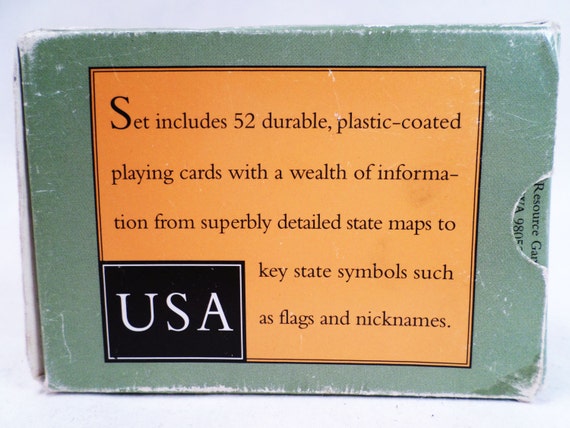 Set includes 52 durable, plastic-coated
playing cards with a wealth of informa-
tion from superbly detailed state maps to
key state symbols such
as flags and nicknames.
USA
Resource
WA